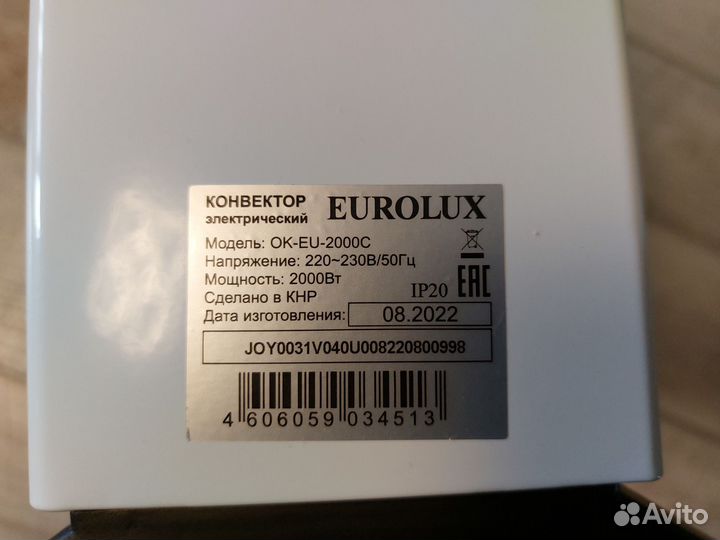 КОНВЕКТОР
электрический
EUROLUX
Модель: OK-EU-2000C
Напряжение: 220~230В/50Гц
Мощность: 2000Вт
Сделано в КНР
IP20
EAC
Дата изготовления: 08.2022
JOY0031V040U008220800998
4 606059 034513
Avito